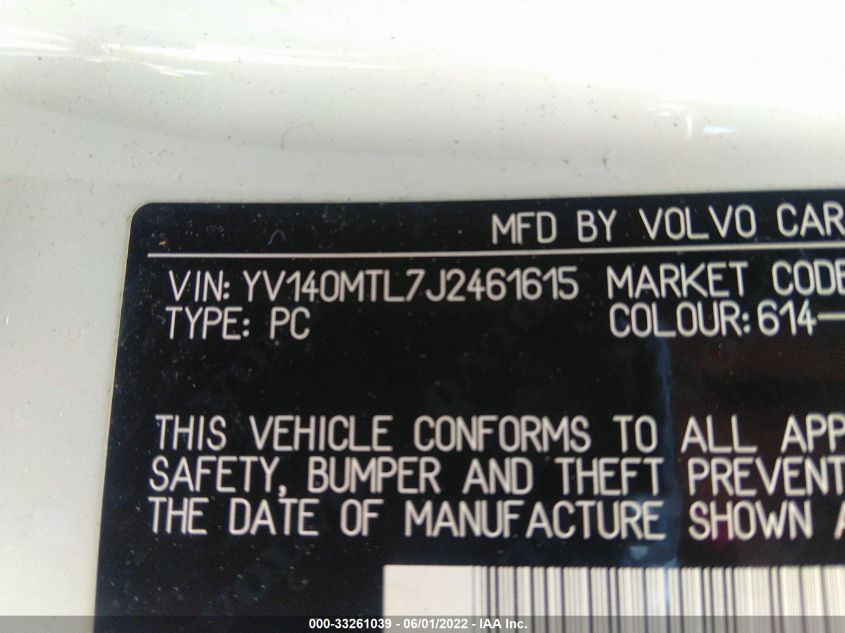 MFD BY VOLVO CAR
VIN: YV140MTL7J2461615 MARKET CODE
TYPE: PC COLOUR: 614-
THIS VEHICLE CONFORMS TO ALL APP
SAFETY, BUMPER AND THEFT PREVENT
THE DATE OF MANUFACTURE SHOWN A
000-33261039 - 06/01/2022 - IAA Inc.